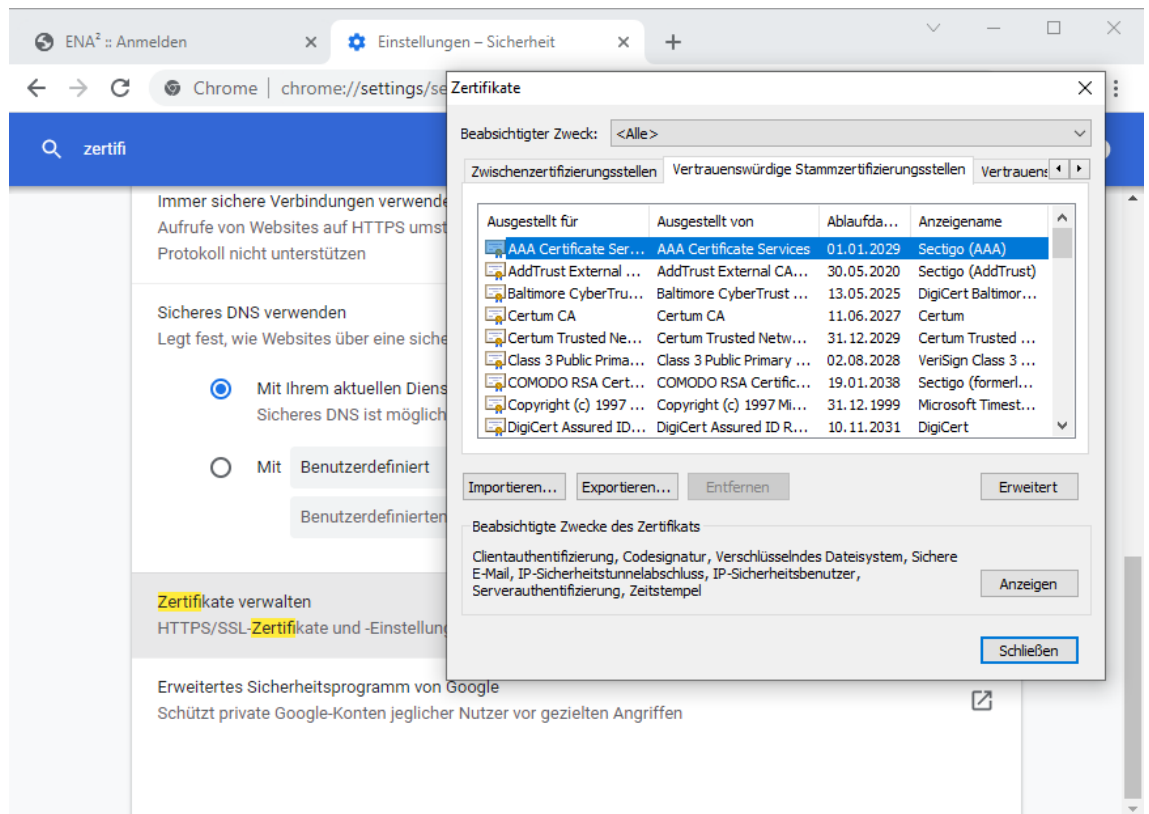 ENA² :: Anmelden
Einstellungen – Sicherheit
Chrome | chrome://settings/se
zertifi
Immer sichere Verbindungen verwende
Aufrufe von Websites auf HTTPS umst
Protokoll nicht unterstützen
Sicheres DNS verwenden
Legt fest, wie Websites über eine siche
Mit Ihrem aktuellen Diens
Sicheres DNS ist möglich
Mit Benutzerdefiniert
Benutzerdefinierten
Zertifikate verwalten
HTTPS/SSL-Zertifikate und -Einstellung
Erweitertes Sicherheitsprogramm von Google
Schützt private Google-Konten jeglicher Nutzer vor gezielten Angriffen
Zertifikate
Beabsichtigter Zweck: <Alle>
Zwischenzertifizierungsstellen Vertrauenswürdige Stammzertifizierungsstellen Vertrauens
Ausgestellt für Ausgestellt von Ablaufda... Anzeigename
AAA Certificate Ser... AAA Certificate Services 01.01.2029 Sectigo (AAA)
AddTrust External ... AddTrust External CA... 30.05.2020 Sectigo (AddTrust)
Baltimore CyberTru... Baltimore CyberTrust ... 13.05.2025 DigiCert Baltimor...
Certum CA Certum CA 11.06.2027 Certum
Certum Trusted Ne... Certum Trusted Netw... 31.12.2029 Certum Trusted ...
Class 3 Public Prima... Class 3 Public Primary ... 02.08.2028 VeriSign Class 3 ...
COMODO RSA Cert... COMODO RSA Certific... 19.01.2038 Sectigo (formerl...
Copyright (c) 1997 ... Copyright (c) 1997 Mi... 31.12.1999 Microsoft Timest...
DigiCert Assured ID... DigiCert Assured ID R... 10.11.2031 DigiCert
Importieren... Exportieren... Entfernen Erweitert
Beabsichtigte Zwecke des Zertifikats
Clientauthentifizierung, Codesignatur, Verschlüsselndes Dateisystem, Sichere
E-Mail, IP-Sicherheitstunnelabschluss, IP-Sicherheitsbenutzer,
Serverauthentifizierung, Zeitstempel
Anzeigen
Schließen